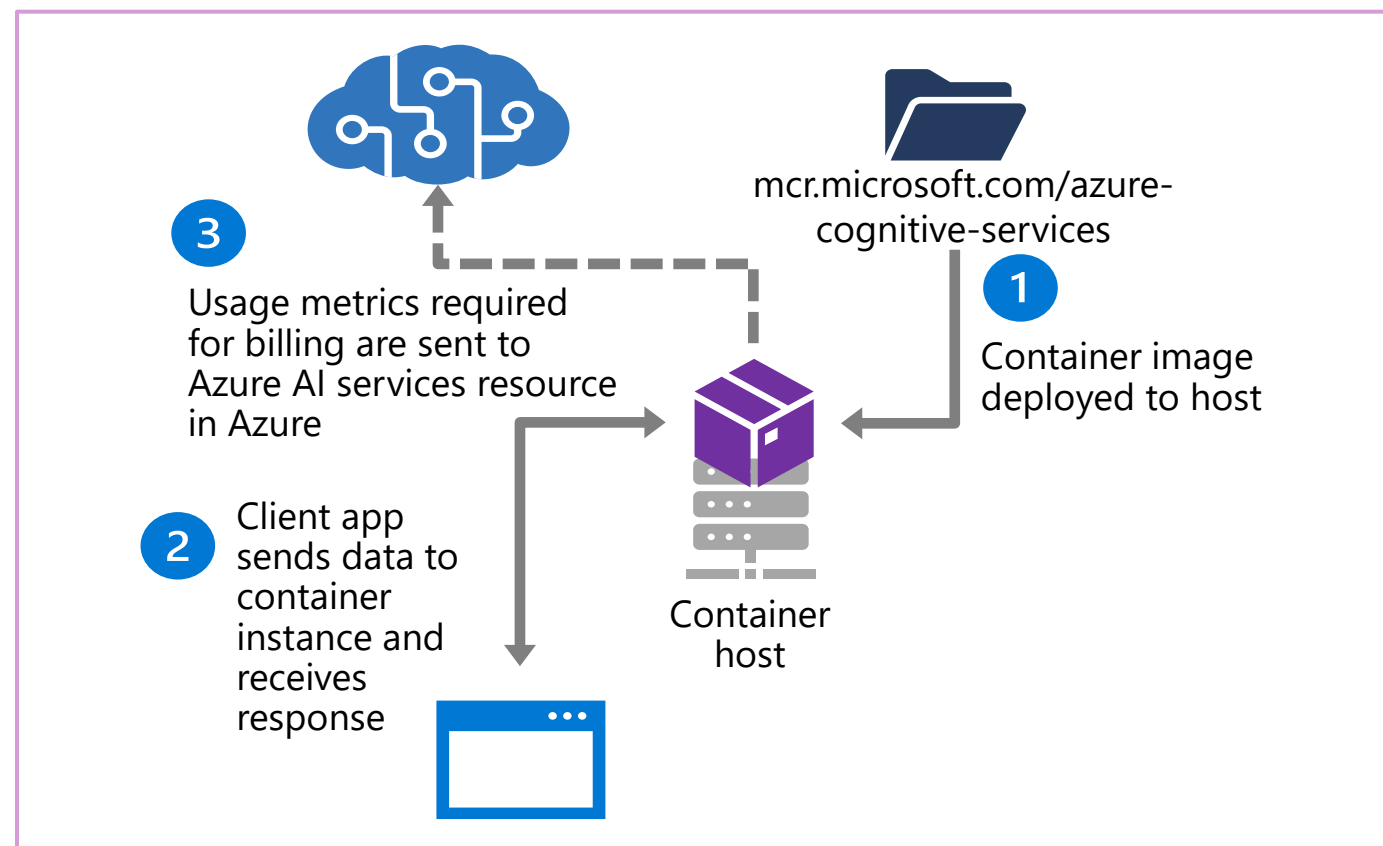 mcr.microsoft.com/azure-
cognitive-services
1
Container image
deployed to host
3
Usage metrics required
for billing are sent to
Azure AI services resource
in Azure
2
Client app
sends data to
container
instance and
receives
response
Container
host